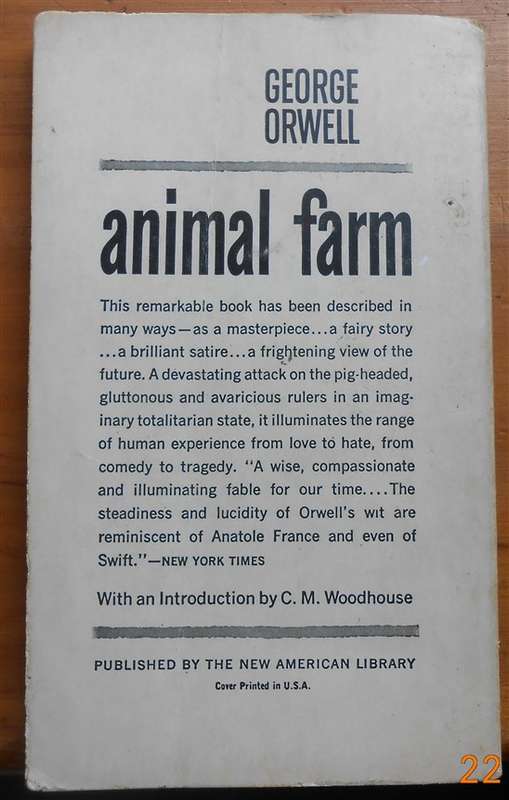 GEORGE
ORWELL
animal farm
This remarkable book has been described in
many ways—as a masterpiece...a fairy story
...a brilliant satire...a frightening view of the
future. A devastating attack on the pig-headed,
gluttonous and avaricious rulers in an imag-
inary totalitarian state, it illuminates the range
of human experience from love to hate, from
comedy to tragedy. "A wise, compassionate
and illuminating fable for our time....The
steadiness and lucidity of Orwell's wit are
reminiscent of Anatole France and even of
Swift."—NEW YORK TIMES
With an Introduction by C. M. Woodhouse
PUBLISHED BY THE NEW AMERICAN LIBRARY
Cover Printed in U.S.A.
22